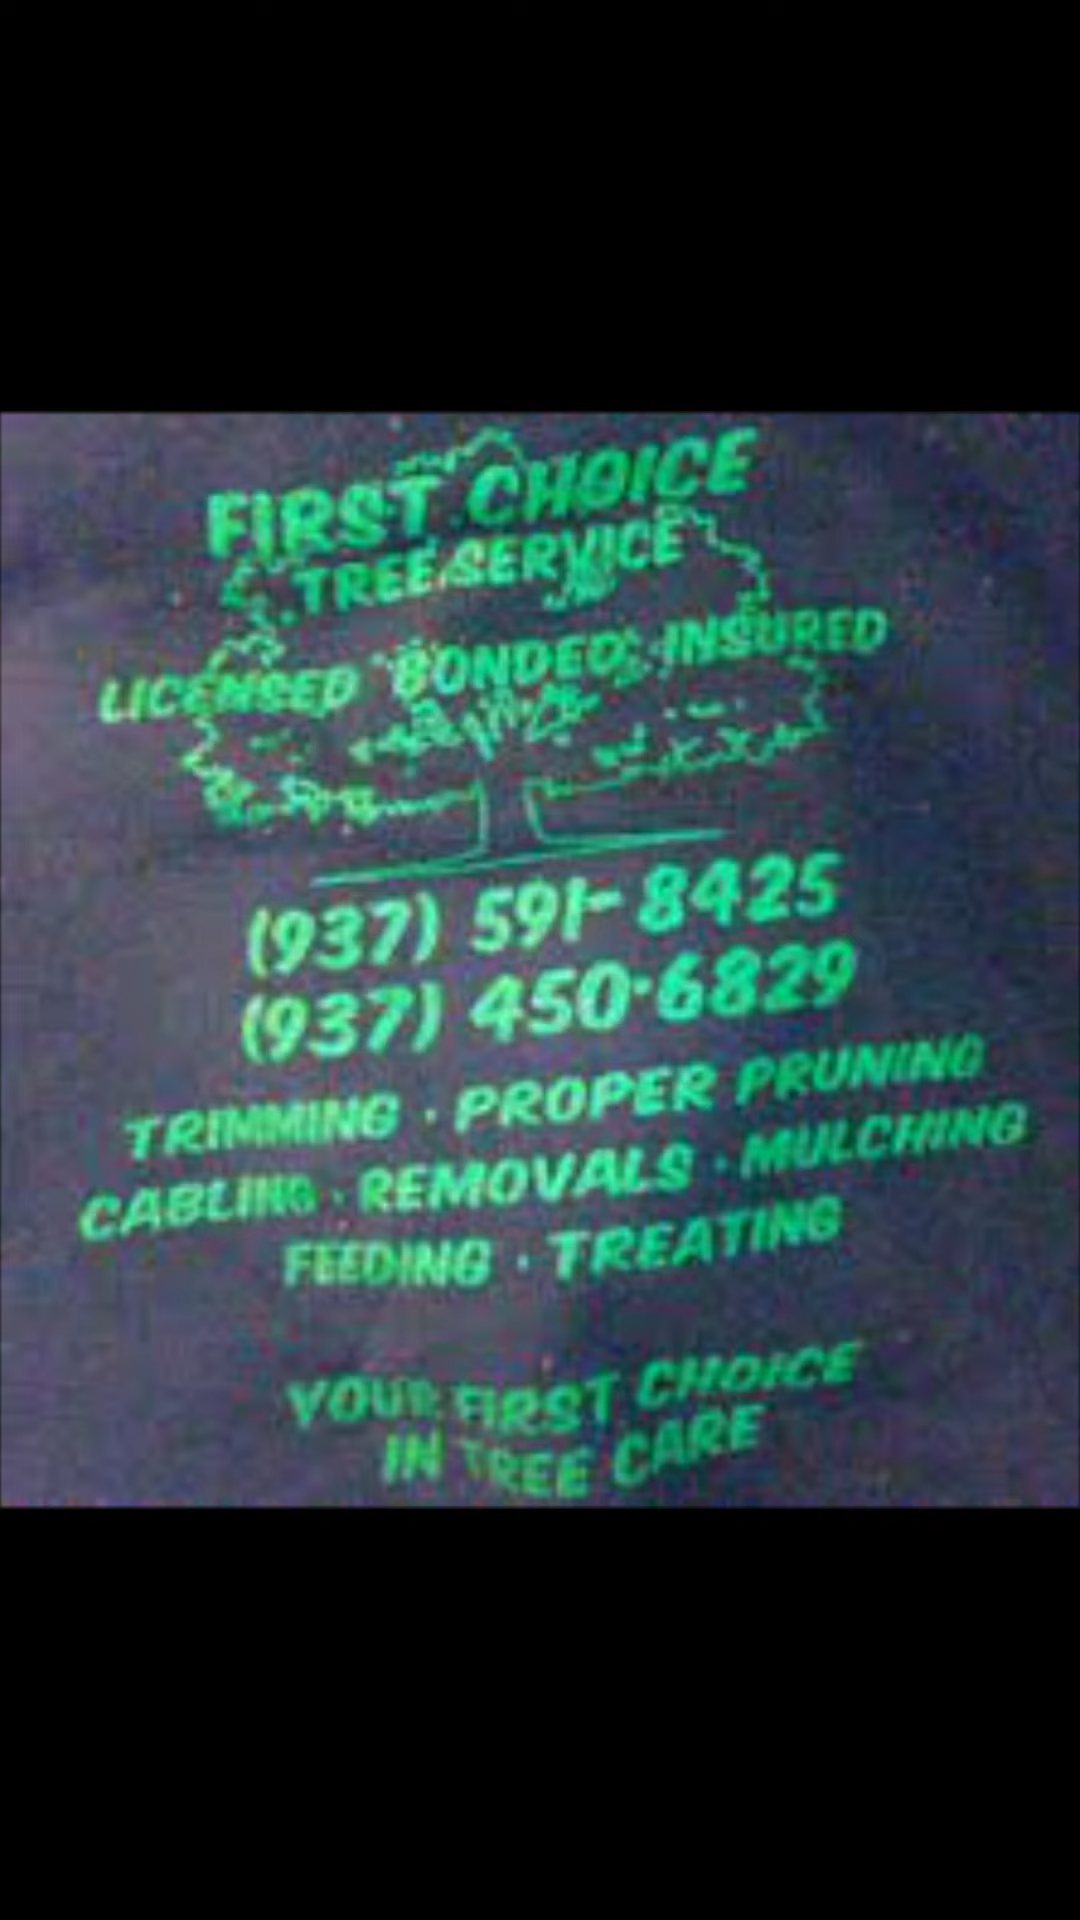 FIRST CHOICE
TREE SERVICE
LICENSED BONDED INSURED
(937) 591-8425
(937) 450-6829
TRIMMING · PROPER PRUNING
CABLING · REMOVALS · MULCHING
FEEDING · TREATING
YOUR FIRST CHOICE
IN TREE CARE